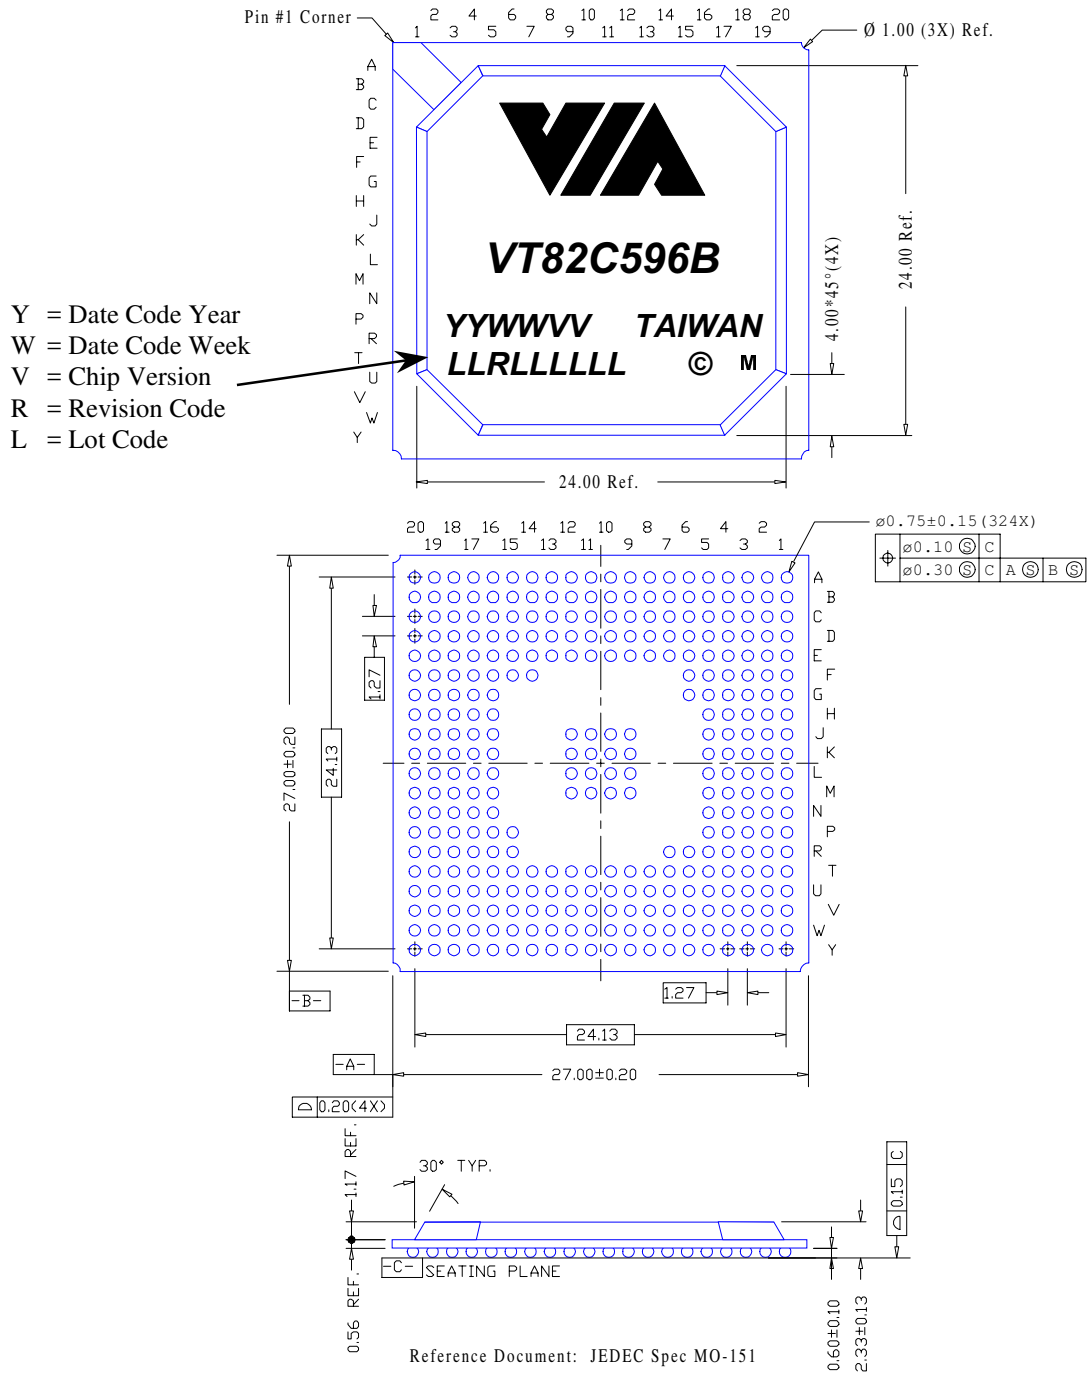 Pin #1 Corner
2 4 6 8 10 12 14 16 18 20
1 3 5 7 9 11 13 15 17 19
Ø 1.00 (3X) Ref.
A
B
C
D
E
F
G
H
J
K
L
M
N
P
R
T
U
V
W
Y
VIA
VT82C596B
YYWWVV TAIWAN
LLRLLLLLL © M
4.00*45°(4X)
24.00 Ref.
24.00 Ref.
Y = Date Code Year
W = Date Code Week
V = Chip Version
R = Revision Code
L = Lot Code
20 18 16 14 12 10 8 6 4 2
19 17 15 13 11 9 7 5 3 1
⌀0.75±0.15(324X)
⌖ ⌀0.10 Ⓢ C
⌀0.30 Ⓢ C A Ⓢ B Ⓢ
A
B
C
D
E
F
G
H
J
K
L
M
N
P
R
T
U
V
W
Y
1.27
24.13
27.00±0.20
-B-
1.27
24.13
-A-
27.00±0.20
⌓ 0.20(4X)
1.17 REF.
30° TYP.
⌓ 0.15 C
-C- SEATING PLANE
0.56 REF.
0.60±0.10
2.33±0.13
Reference Document: JEDEC Spec MO-151